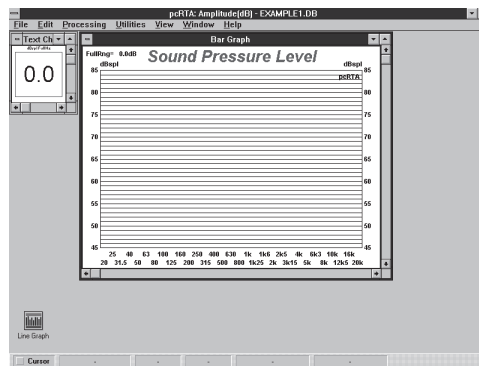 pcRTA: Amplitude[dB] - EXAMPLE1.DB
File Edit Processing Utilities View Window Help
Text Ch
0.0
Bar Graph
FullRng= 0.0dB
Sound Pressure Level
dBspl
dBspl
85
85
pcRTA
80
80
75
75
70
70
65
65
60
60
55
55
50
50
45
45
25 40 63 100 160 250 400 630 1k 1k6 2k5 4k 6k3 10k 16k
20 31.5 50 80 125 200 315 500 800 1k25 2k 3k15 5k 8k 12k5 20k
Line Graph
Cursor - - - - -